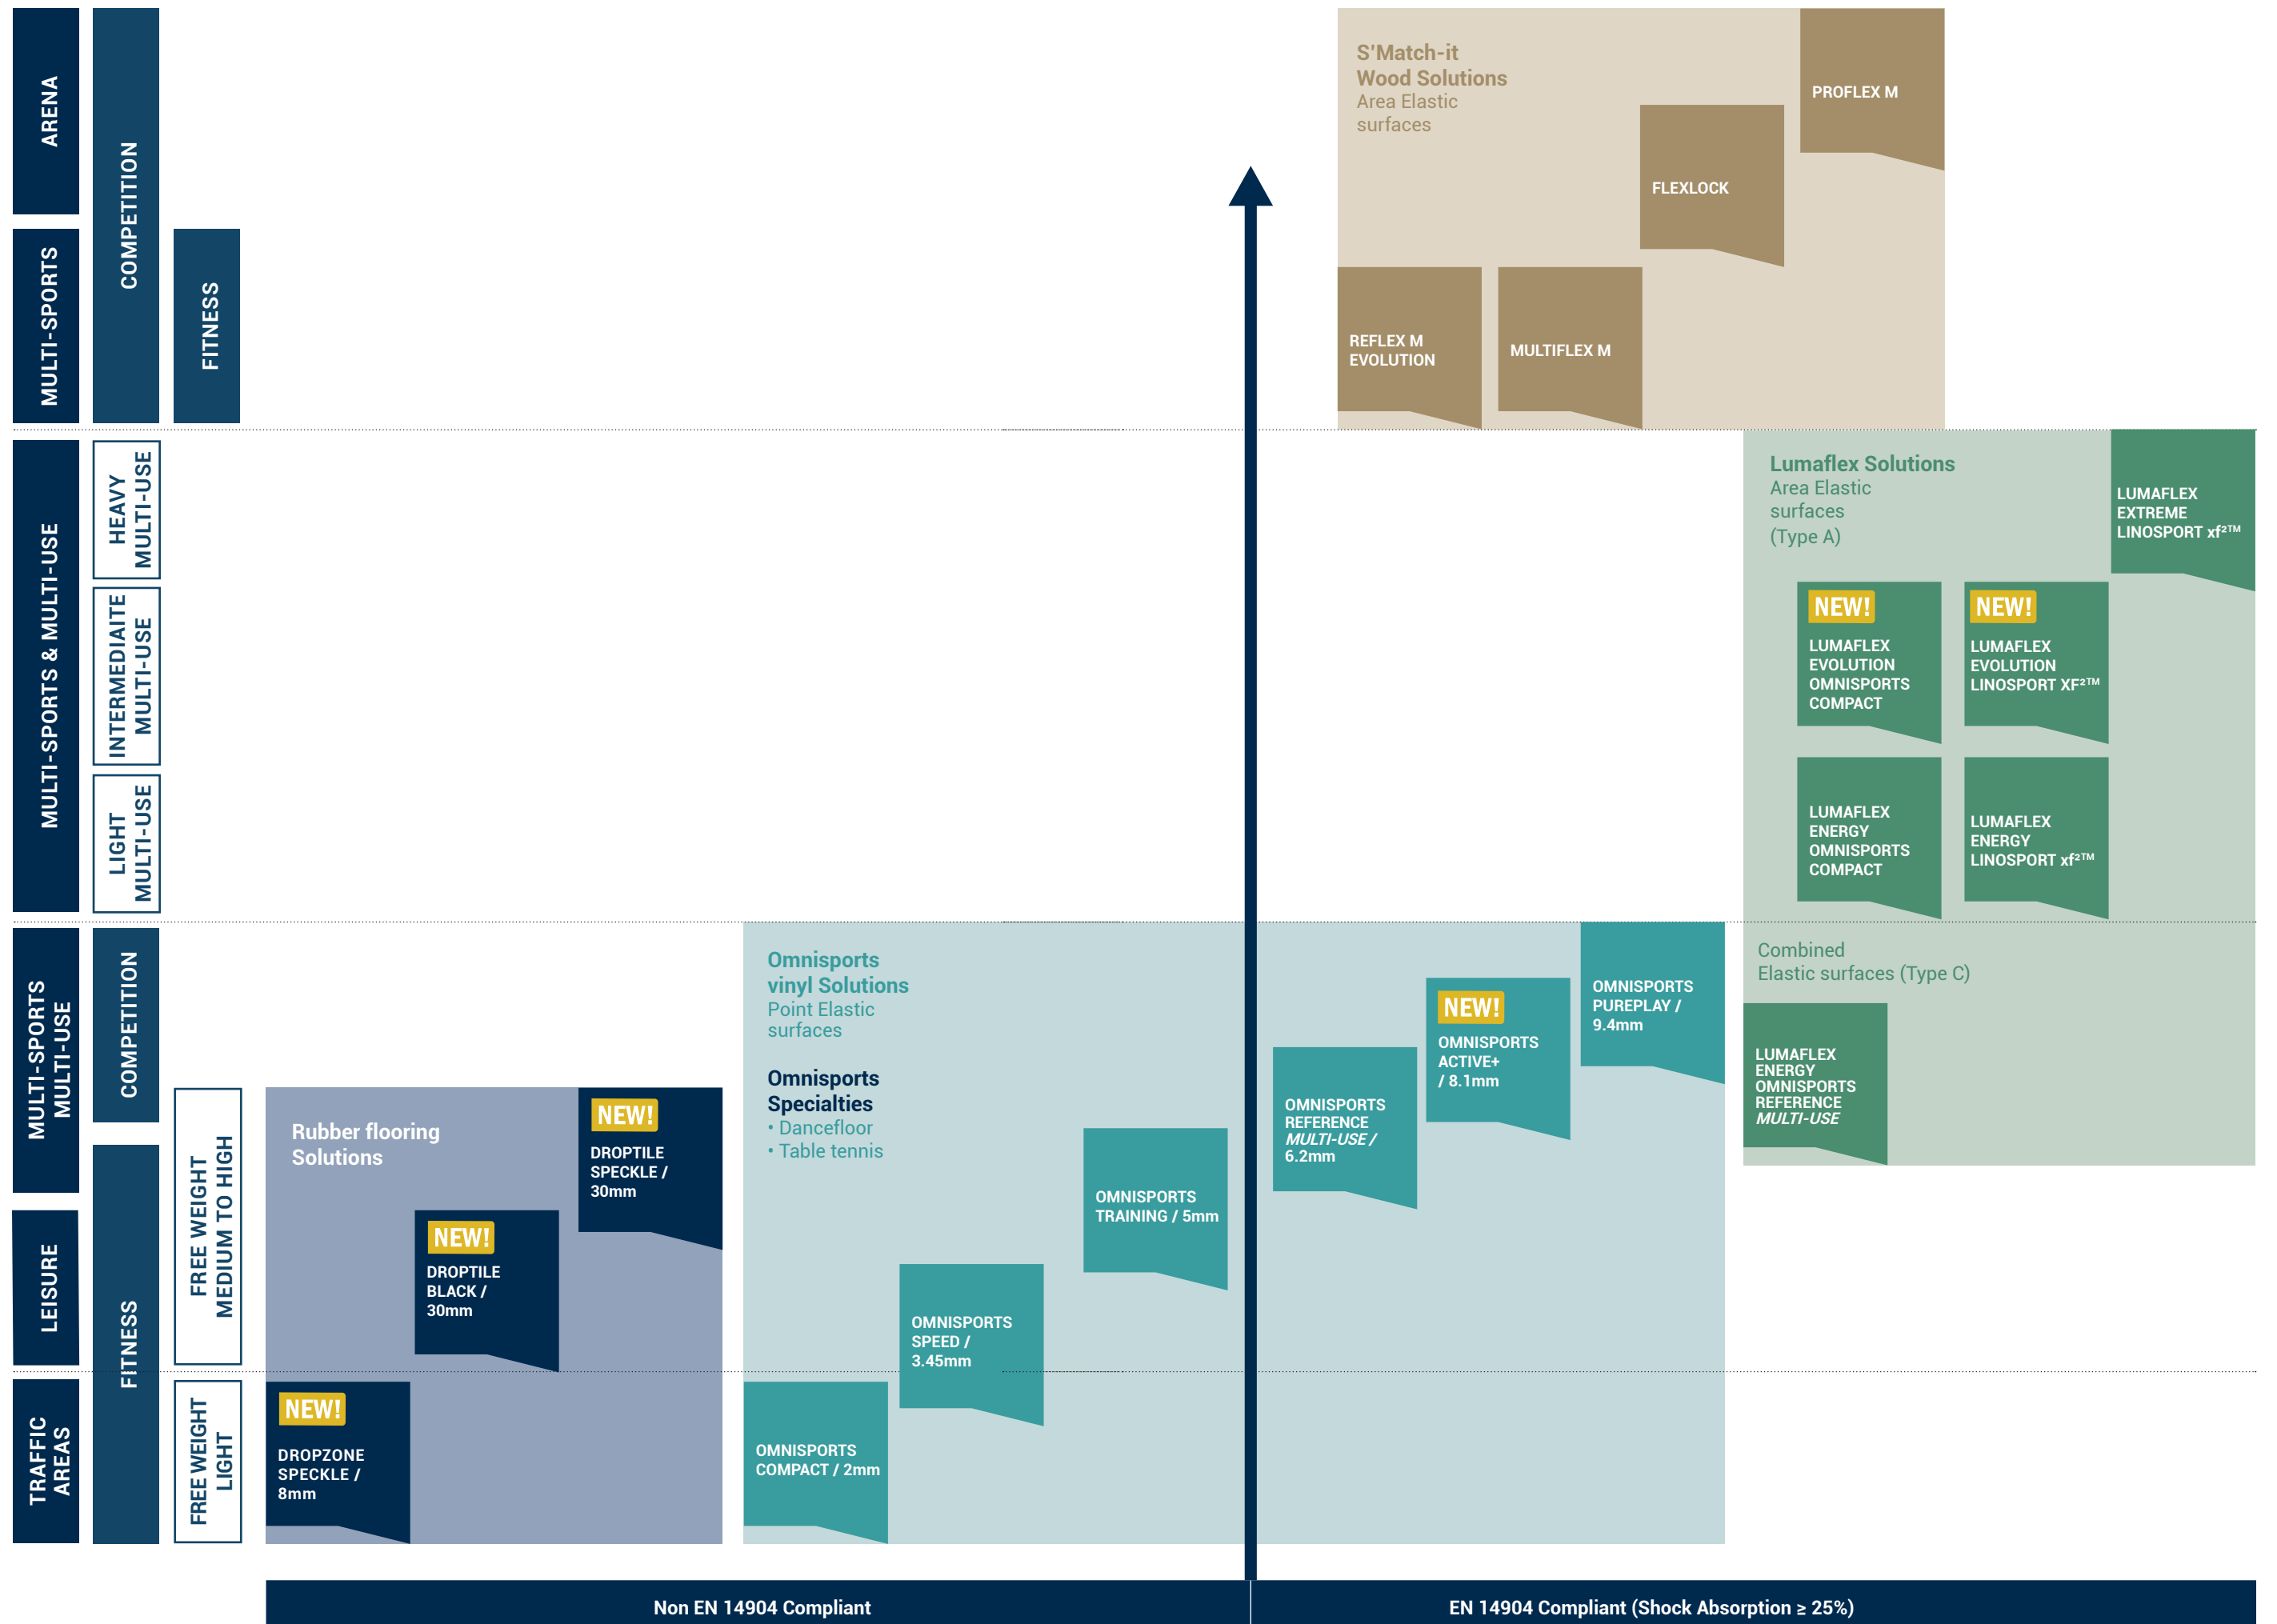 ARENA
MULTI-SPORTS
COMPETITION
FITNESS
S'Match-it
Wood Solutions
Area Elastic
surfaces
PROFLEX M
FLEXLOCK
REFLEX M
EVOLUTION
MULTIFLEX M
MULTI-SPORTS & MULTI-USE
HEAVY
MULTI-USE
INTERMEDIAITE
MULTI-USE
LIGHT
MULTI-USE
Lumaflex Solutions
Area Elastic
surfaces
(Type A)
LUMAFLEX
EXTREME
LINOSPORT xf²™
NEW!
LUMAFLEX
EVOLUTION
OMNISPORTS
COMPACT
NEW!
LUMAFLEX
EVOLUTION
LINOSPORT XF²™
LUMAFLEX
ENERGY
OMNISPORTS
COMPACT
LUMAFLEX
ENERGY
LINOSPORT xf²™
MULTI-SPORTS
MULTI-USE
COMPETITION
LEISURE
FITNESS
FREE WEIGHT
MEDIUM TO HIGH
TRAFFIC
AREAS
FREE WEIGHT
LIGHT
Rubber flooring
Solutions
NEW!
DROPTILE
SPECKLE /
30mm
NEW!
DROPTILE
BLACK /
30mm
NEW!
DROPZONE
SPECKLE /
8mm
Omnisports
vinyl Solutions
Point Elastic
surfaces
Omnisports
Specialties
• Dancefloor
• Table tennis
OMNISPORTS
COMPACT / 2mm
OMNISPORTS
SPEED /
3.45mm
OMNISPORTS
TRAINING / 5mm
OMNISPORTS
REFERENCE
MULTI-USE /
6.2mm
NEW!
OMNISPORTS
ACTIVE+
/ 8.1mm
OMNISPORTS
PUREPLAY /
9.4mm
Combined
Elastic surfaces (Type C)
LUMAFLEX
ENERGY
OMNISPORTS
REFERENCE
MULTI-USE
Non EN 14904 Compliant
EN 14904 Compliant (Shock Absorption ≥ 25%)